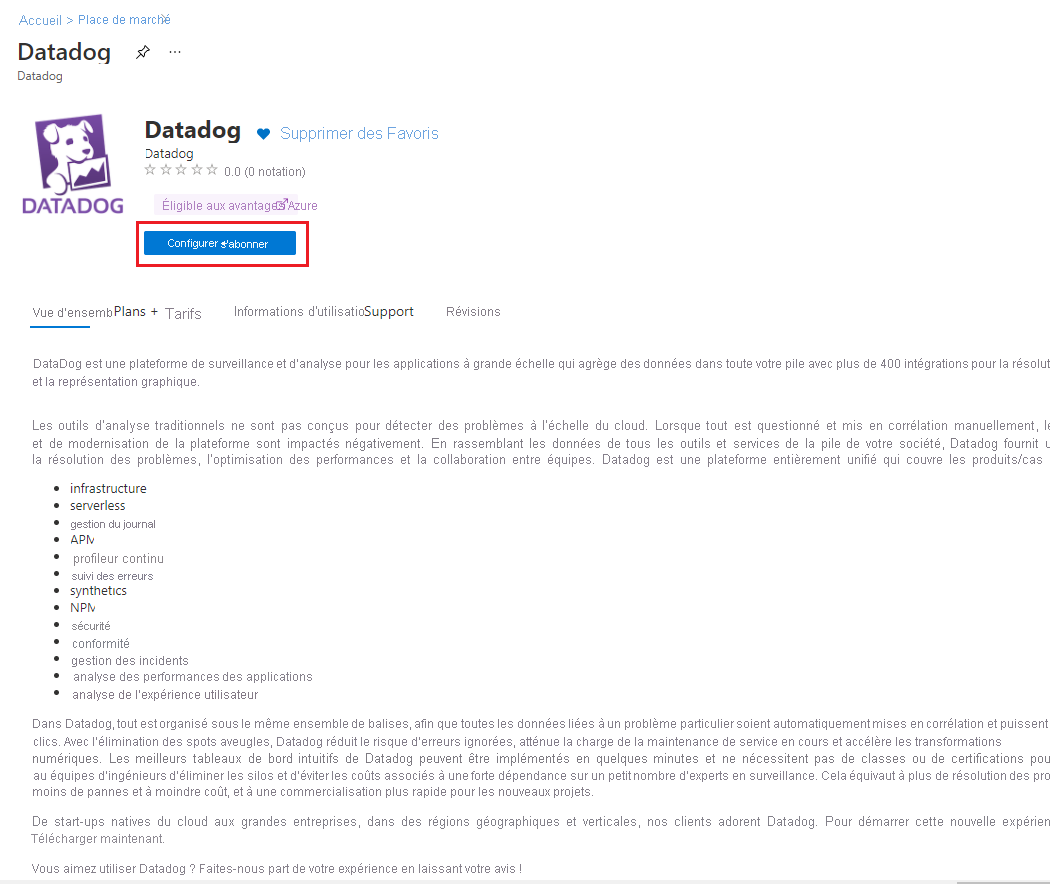 Accueil > Place de marché
Datadog ...
Datadog
DATADOG
Datadog Supprimer des Favoris
Datadog
0.0 (0 notation)
Éligible aux avantages Azure
Configurer s'abonner
Vue d'ensemb Plans + Tarifs Informations d'utilisatio Support Révisions
DataDog est une plateforme de surveillance et d'analyse pour les applications à grande échelle qui agrège des données dans toute votre pile avec plus de 400 intégrations pour la résolut
et la représentation graphique.
Les outils d'analyse traditionnels ne sont pas conçus pour détecter des problèmes à l'échelle du cloud. Lorsque tout est questionné et mis en corrélation manuellement, le
et de modernisation de la plateforme sont impactés négativement. En rassemblant les données de tous les outils et services de la pile de votre société, Datadog fournit u
la résolution des problèmes, l'optimisation des performances et la collaboration entre équipes. Datadog est une plateforme entièrement unifié qui couvre les produits/cas
• infrastructure
• serverless
• gestion du journal
• APM
• profileur continu
• suivi des erreurs
• synthetics
• NPM
• sécurité
• conformité
• gestion des incidents
• analyse des performances des applications
• analyse de l'expérience utilisateur
Dans Datadog, tout est organisé sous le même ensemble de balises, afin que toutes les données liées à un problème particulier soient automatiquement mises en corrélation et puissent
clics. Avec l'élimination des spots aveugles, Datadog réduit le risque d'erreurs ignorées, atténue la charge de la maintenance de service en cours et accélère les transformations
numériques. Les meilleurs tableaux de bord intuitifs de Datadog peuvent être implémentés en quelques minutes et ne nécessitent pas de classes ou de certifications pou
au équipes d'ingénieurs d'éliminer les silos et d'éviter les coûts associés à une forte dépendance sur un petit nombre d'experts en surveillance. Cela équivaut à plus de résolution des pro
moins de pannes et à moindre coût, et à une commercialisation plus rapide pour les nouveaux projets.
De start-ups natives du cloud aux grandes entreprises, dans des régions géographiques et verticales, nos clients adorent Datadog. Pour démarrer cette nouvelle expérien
Télécharger maintenant.
Vous aimez utiliser Datadog ? Faites-nous part de votre expérience en laissant votre avis !